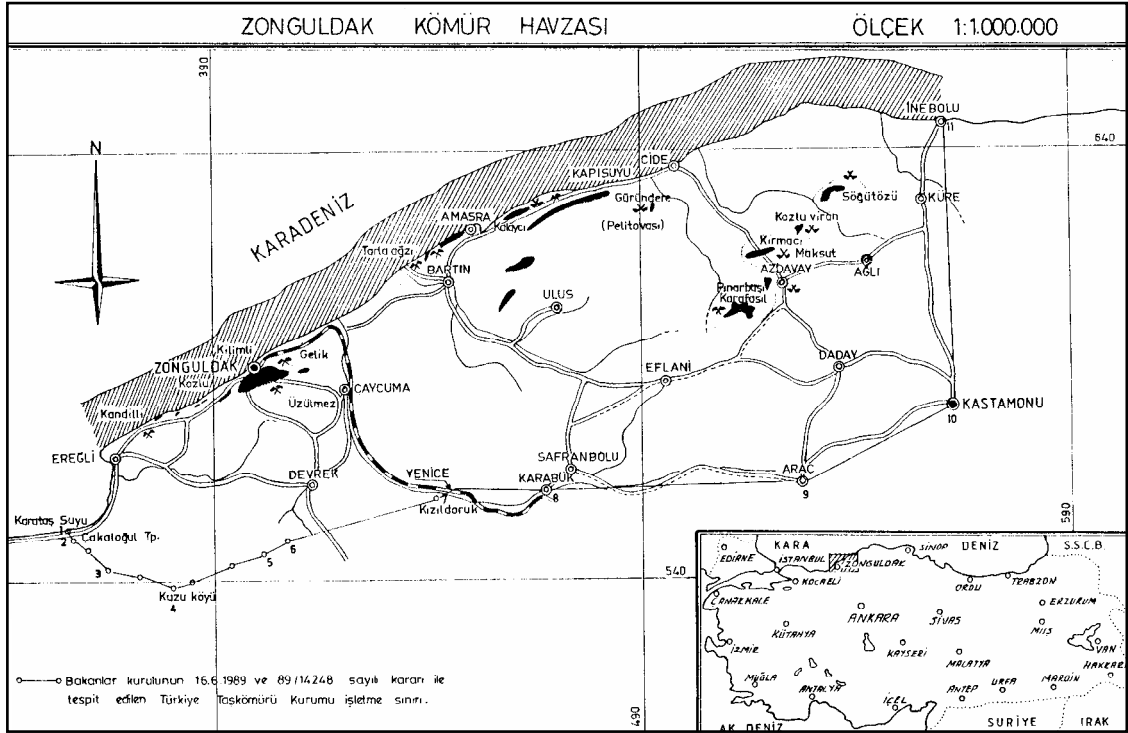 ZONGULDAK KÖMÜR HAVZASI ÖLÇEK 1:1.000.000
390
N
KARADENİZ
İNEBOLU
11
640
CİDE
KAPISUYU
Söğütözü
KÜRE
Güründere
(Pelitovası)
Kozlu viran
AMASRA
Kalaycı
Kırmacı
Maksut
Tarla ağzı
AĞLI
BARTIN
AZDAVAY
Pınarbaşı
Karafasıl
ULUS
Kilimli
Gelik
ZONGULDAK
Kozlu
DADAY
EFLANİ
ÇAYCUMA
Üzülmez
KASTAMONU
10
Kandilli
EREĞLİ
SAFRANBOLU
DEVREK
YENİCE
KARABÜK
ARAÇ
7
8
9
Kızıldoruk
Karataş Suyu
1
2
Çakaloğul Tp.
6
5
3
4
Kuzu köyü
540
490
590
o——o Bakanlar kurulunun 16.6.1989 ve 89/14248 sayılı kararı ile
tespit edilen Türkiye Taşkömürü Kurumu işletme sınırı.
KARA DENİZ
SİNOP
S.S.C.B.
EDİRNE
İSTANBUL
ZONGULDAK
KOCAELİ
ORDU
TRABZON
ÇANAKKALE
ANKARA
SİVAS
ERZURUM
KÜTAHYA
MUŞ
İZMİR
KAYSERİ
VAN
MALATYA
HAKKARİ
MUĞLA
ANTALYA
İÇEL
ANTEP
URFA
MARDİN
AK DENİZ
SURİYE
IRAK